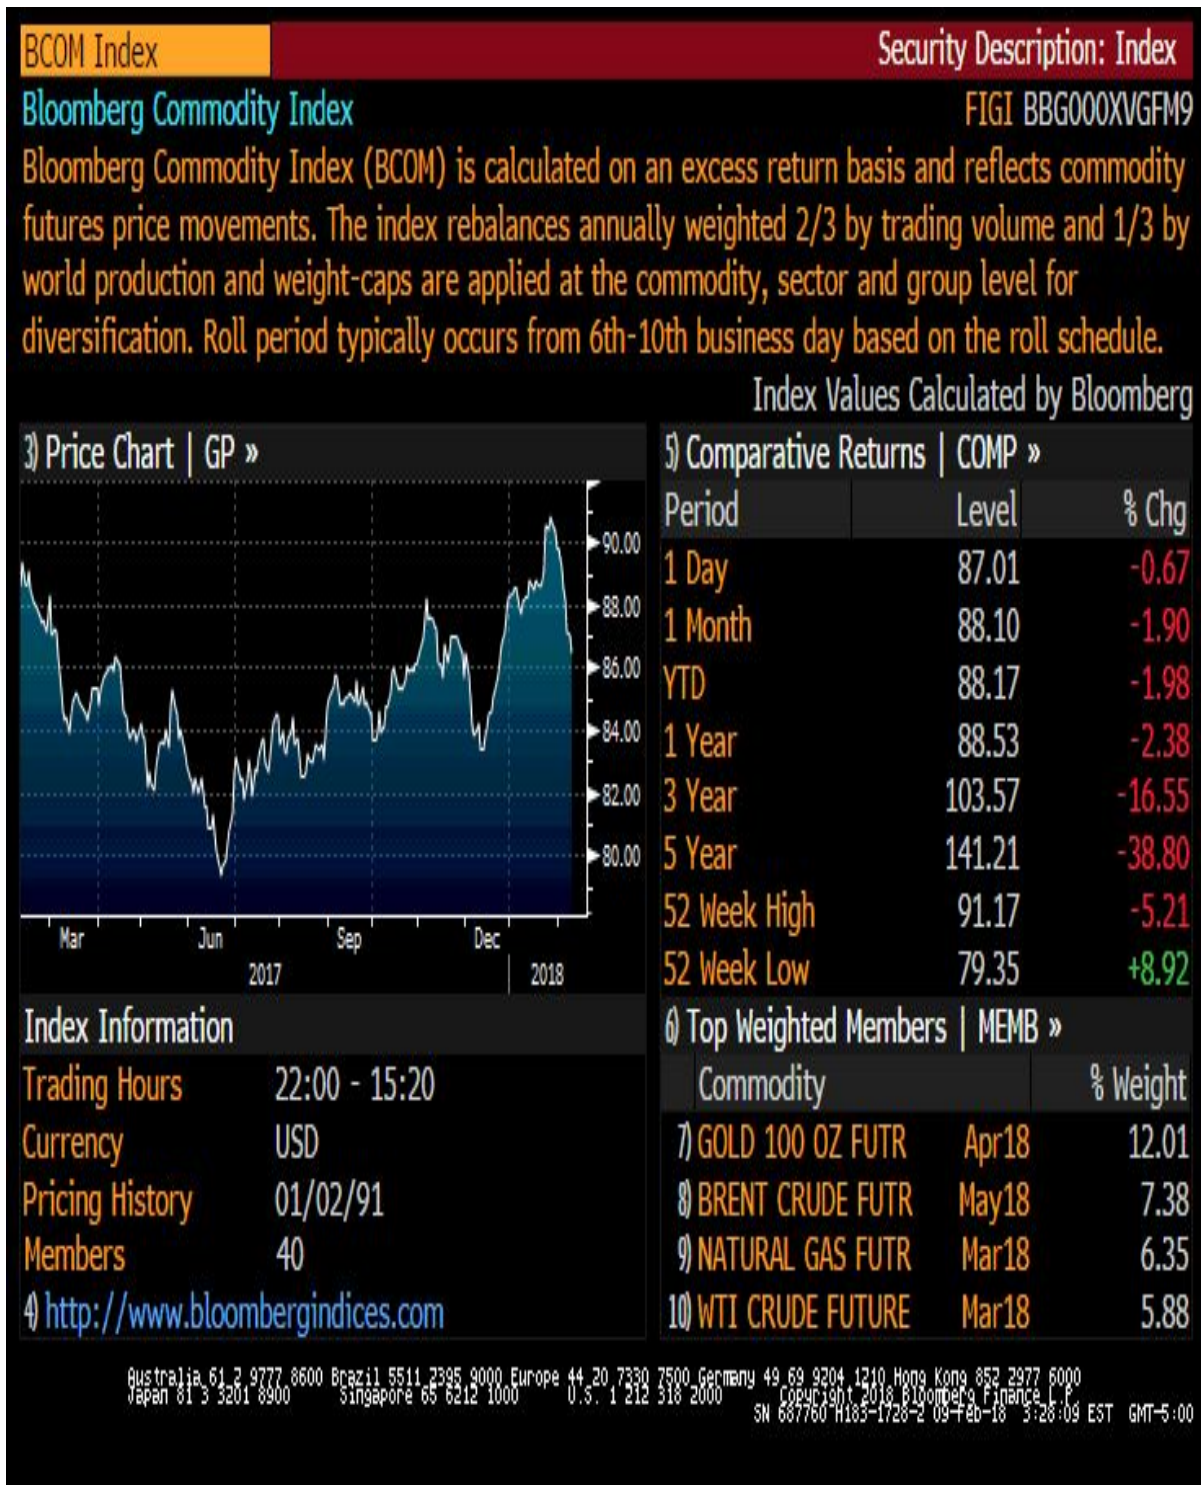 BCOM Index Security Description: Index
Bloomberg Commodity Index FIGI BBG000XVGFM9
Bloomberg Commodity Index (BCOM) is calculated on an excess return basis and reflects commodity
futures price movements. The index rebalances annually weighted 2/3 by trading volume and 1/3 by
world production and weight-caps are applied at the commodity, sector and group level for
diversification. Roll period typically occurs from 6th-10th business day based on the roll schedule.
Index Values Calculated by Bloomberg
3) Price Chart | GP »
90.00
88.00
86.00
84.00
82.00
80.00
Mar Jun Sep Dec
2017 2018
5) Comparative Returns | COMP »
Period Level % Chg
1 Day 87.01 -0.67
1 Month 88.10 -1.90
YTD 88.17 -1.98
1 Year 88.53 -2.38
3 Year 103.57 -16.55
5 Year 141.21 -38.80
52 Week High 91.17 -5.21
52 Week Low 79.35 +8.92
Index Information
Trading Hours 22:00 - 15:20
Currency USD
Pricing History 01/02/91
Members 40
4) http://www.bloombergindices.com
6) Top Weighted Members | MEMB »
Commodity % Weight
7) GOLD 100 OZ FUTR Apr18 12.01
8) BRENT CRUDE FUTR May18 7.38
9) NATURAL GAS FUTR Mar18 6.35
10) WTI CRUDE FUTURE Mar18 5.88
Australia 61 2 9777 8600 Brazil 5511 2395 9000 Europe 44 20 7330 7500 Germany 49 69 9204 1210 Hong Kong 852 2977 6000
Japan 81 3 3201 8900 Singapore 65 6212 1000 U.S. 1 212 318 2000 Copyright 2018 Bloomberg Finance L.P.
SN 687760 H183-1728-2 09-Feb-18 3:28:09 EST GMT-5:00